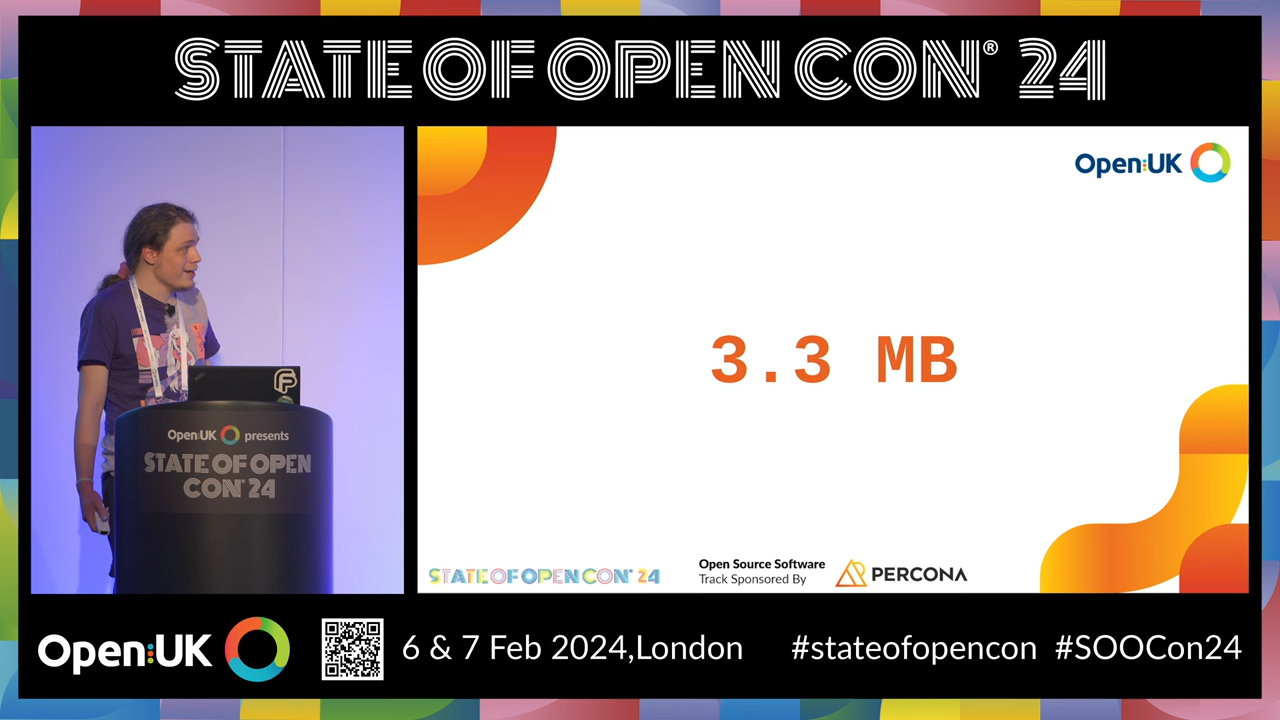 STATE OF OPEN CON® 24
Open:UK
3.3 MB
Open:UK presents
STATE OF OPEN
CON® 24
STATE OF OPEN CON® 24
Open Source Software
Track Sponsored By
PERCONA
Open:UK
6 & 7 Feb 2024,London
#stateofopencon #SOOCon24